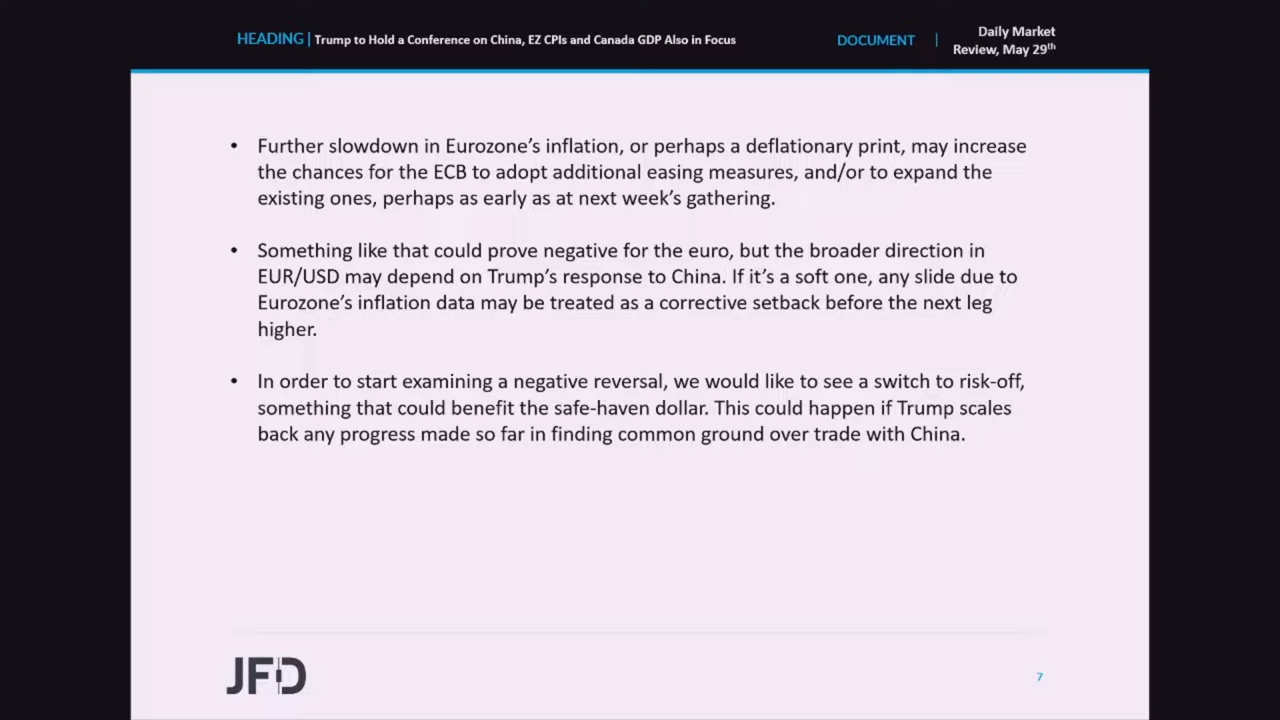 HEADING | Trump to Hold a Conference on China, EZ CPIs and Canada GDP Also in Focus
DOCUMENT | Daily Market
Review, May 29th
• Further slowdown in Eurozone’s inflation, or perhaps a deflationary print, may increase
the chances for the ECB to adopt additional easing measures, and/or to expand the
existing ones, perhaps as early as at next week’s gathering.
• Something like that could prove negative for the euro, but the broader direction in
EUR/USD may depend on Trump’s response to China. If it’s a soft one, any slide due to
Eurozone’s inflation data may be treated as a corrective setback before the next leg
higher.
• In order to start examining a negative reversal, we would like to see a switch to risk-off,
something that could benefit the safe-haven dollar. This could happen if Trump scales
back any progress made so far in finding common ground over trade with China.
JFD
7